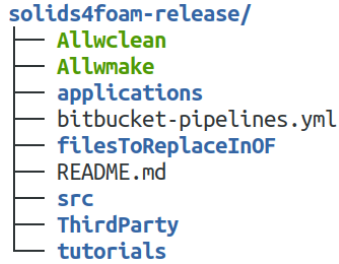 solids4foam-release/
Allwclean
Allwmake
applications
bitbucket-pipelines.yml
filesToReplaceInOF
README.md
src
ThirdParty
tutorials